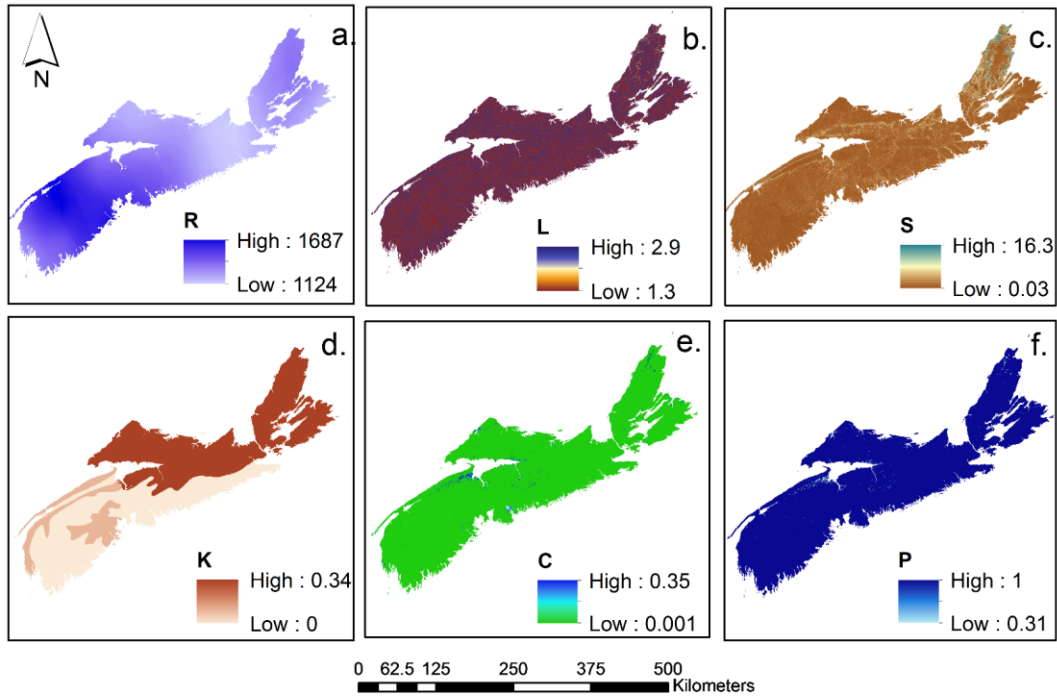 N
a.
R
High : 1687
Low : 1124
b.
L
High : 2.9
Low : 1.3
c.
S
High : 16.3
Low : 0.03
d.
K
High : 0.34
Low : 0
e.
C
High : 0.35
Low : 0.001
f.
P
High : 1
Low : 0.31
0 62.5 125 250 375 500
Kilometers